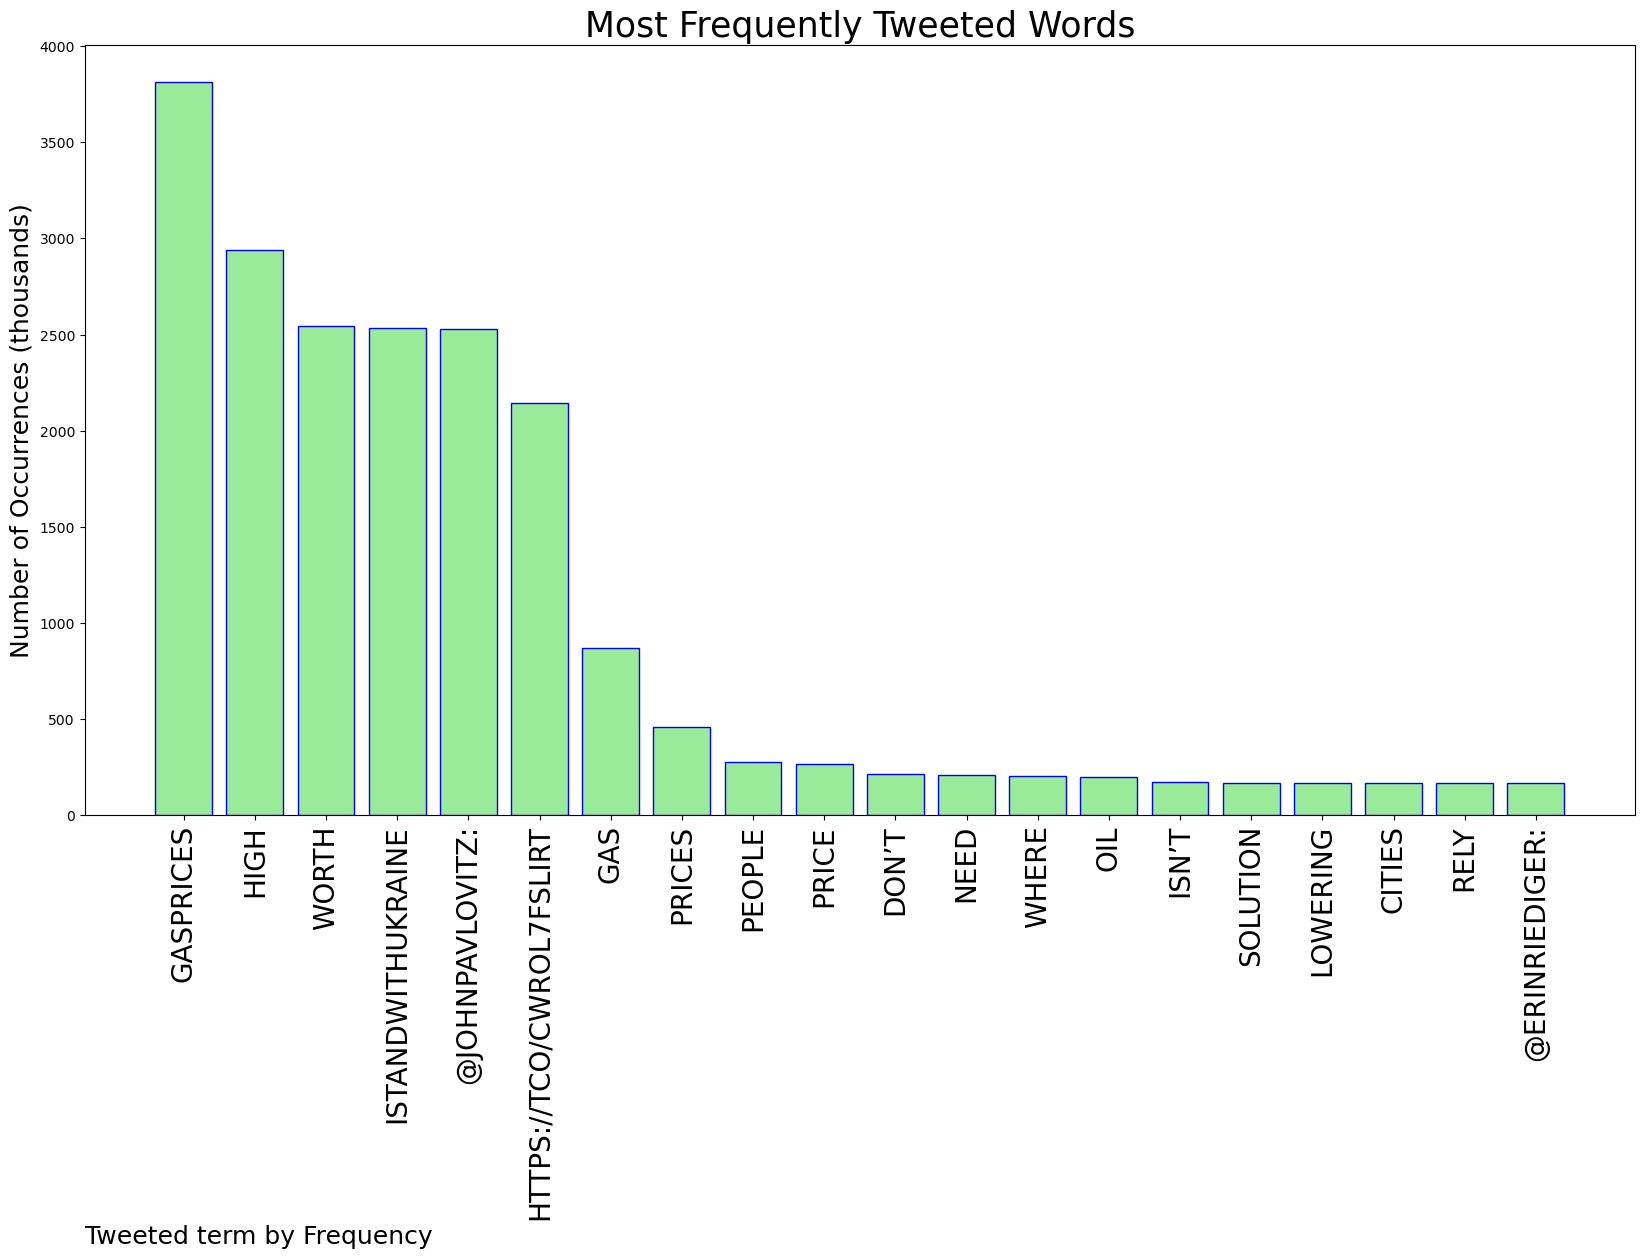 Most Frequently Tweeted Words
Number of Occurrences (thousands)
4000
3500
3000
2500
2000
1500
1000
500
0
GASPRICES
HIGH
WORTH
ISTANDWITHUKRAINE
@JOHNPAVLOVITZ:
HTTPS://TCO/CWROL7FSLIRT
GAS
PRICES
PEOPLE
PRICE
DON’T
NEED
WHERE
OIL
ISN’T
SOLUTION
LOWERING
CITIES
RELY
@ERINRIEDIGER:
Tweeted term by Frequency